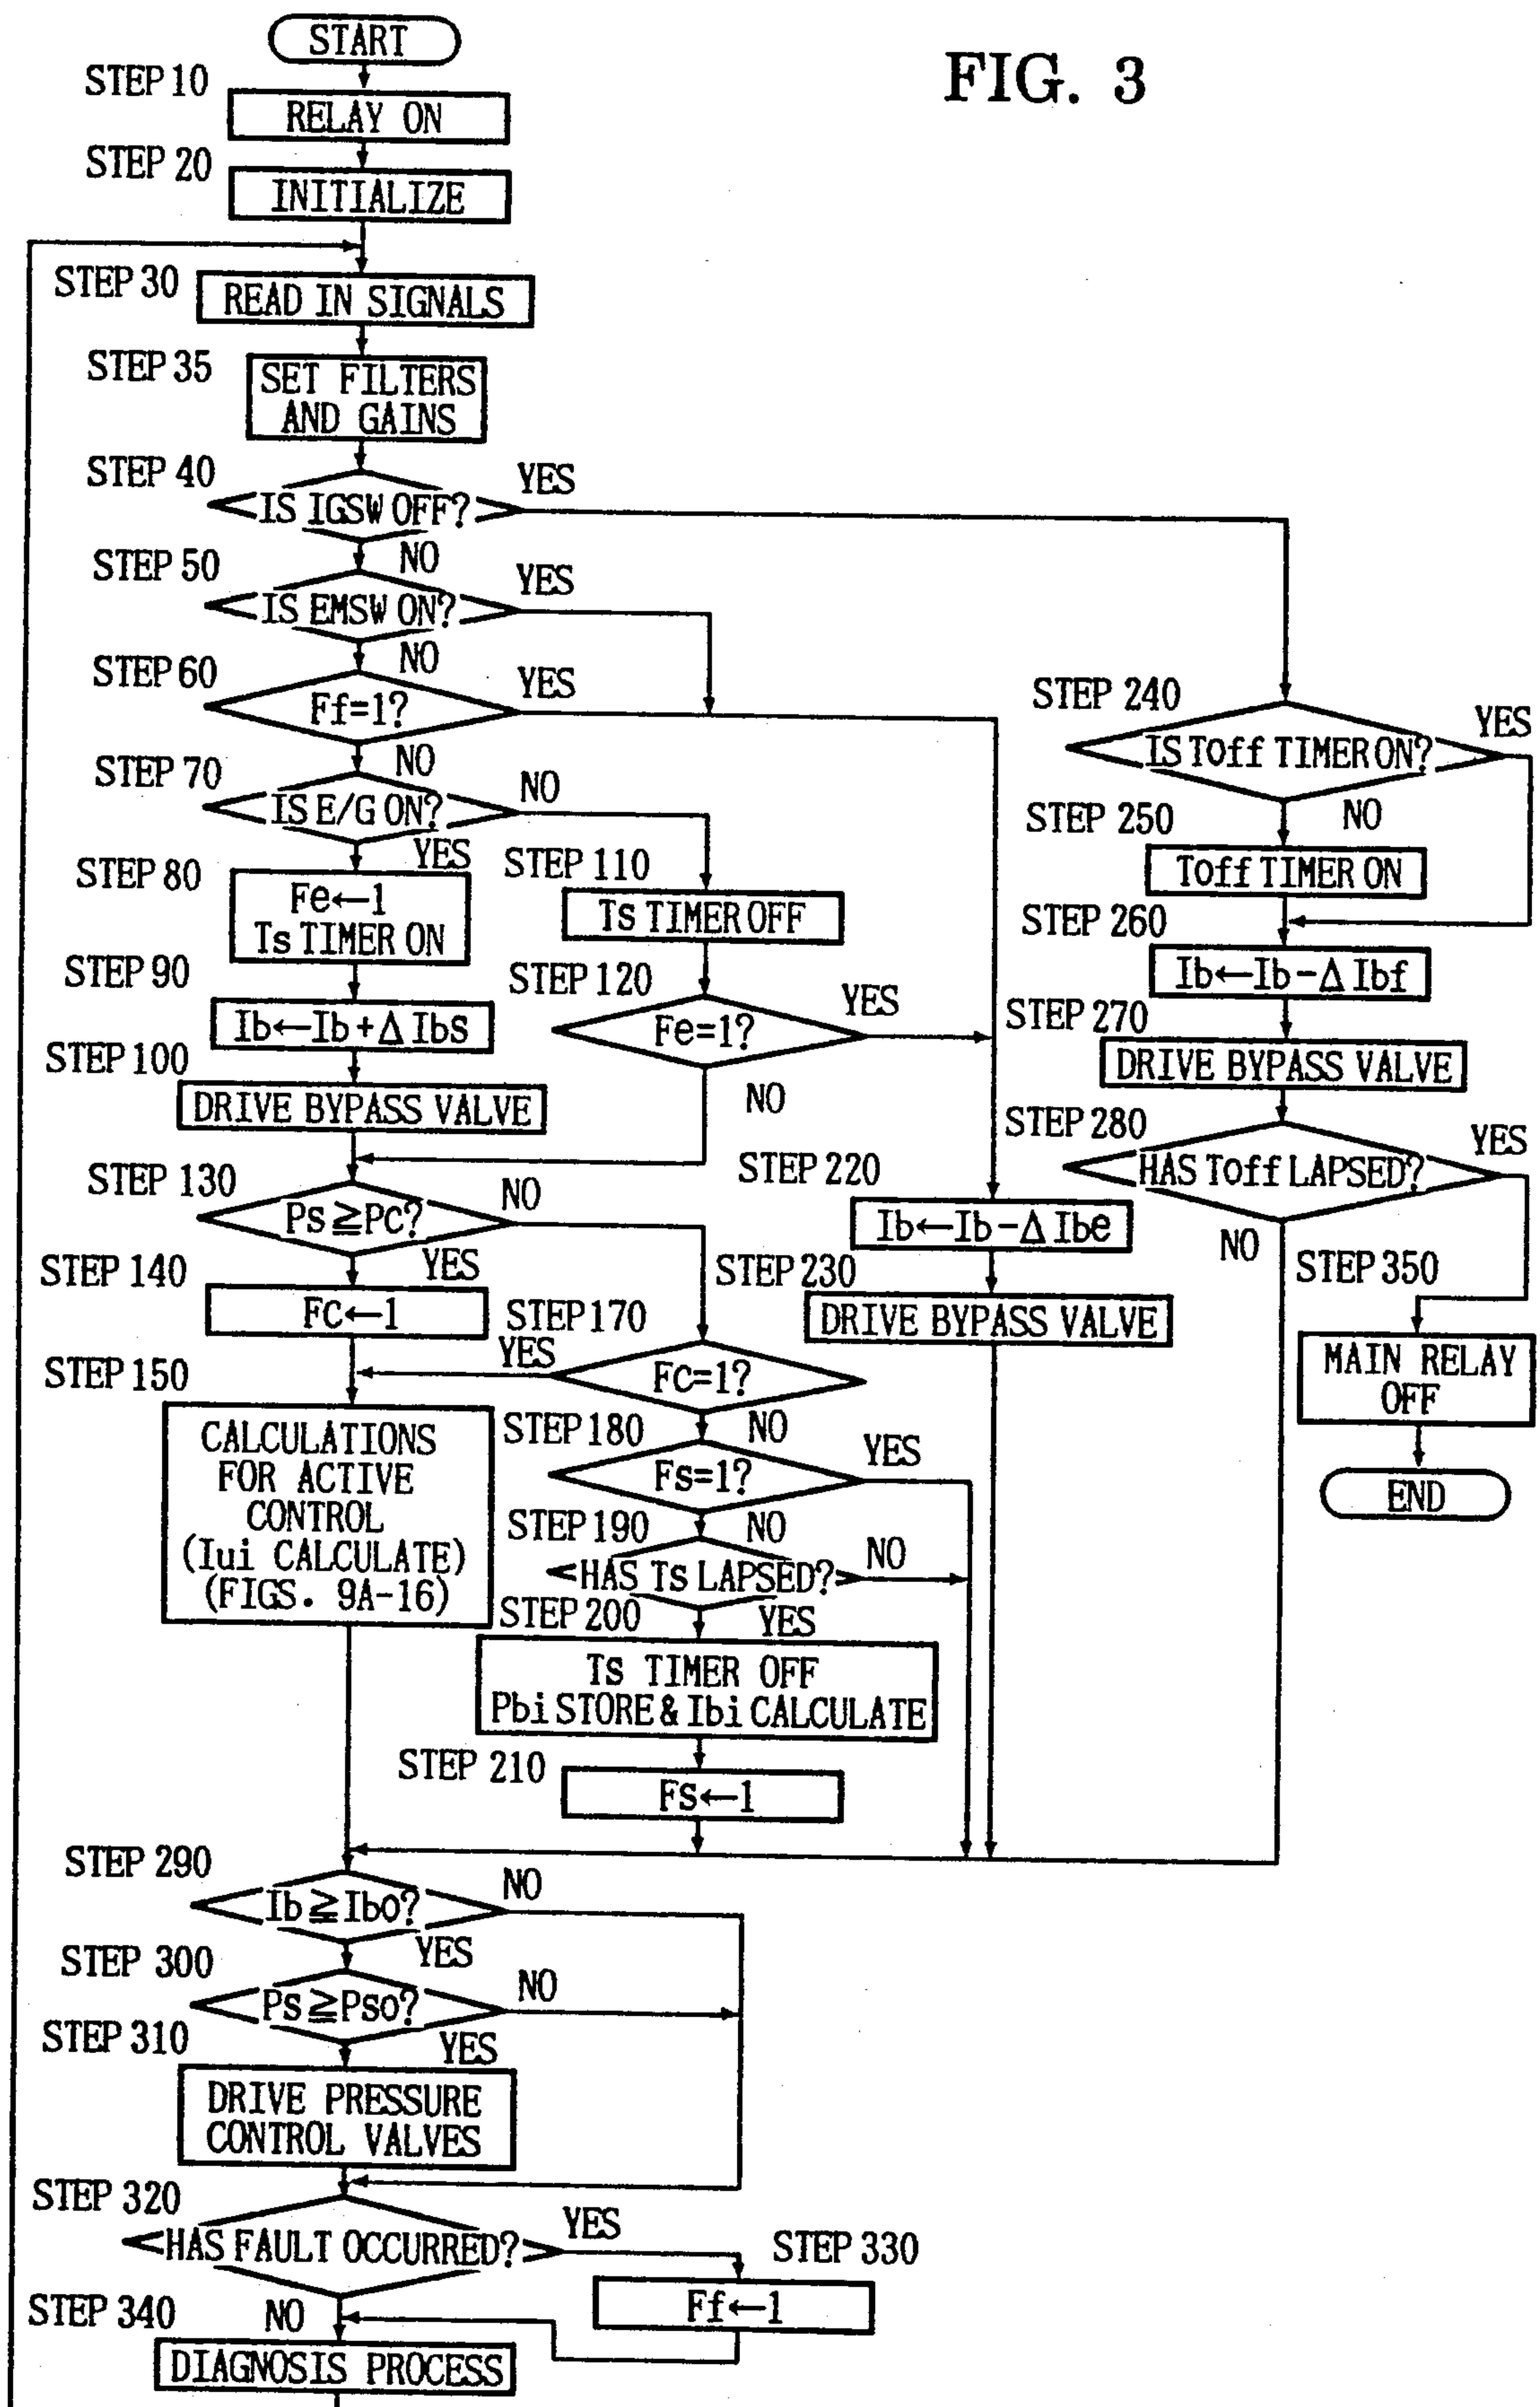 FIG. 3
START
STEP 10
RELAY ON
STEP 20
INITIALIZE
STEP 30
READ IN SIGNALS
STEP 35
SET FILTERS
AND GAINS
STEP 40
IS IGSW OFF?
YES
NO
STEP 50
IS EMSW ON?
YES
NO
STEP 60
Ff=1?
YES
NO
STEP 70
IS E/G ON?
NO
YES
STEP 80
Fe←1
Ts TIMER ON
STEP 90
Ib←Ib+Δ Ibs
STEP 100
DRIVE BYPASS VALVE
STEP 110
Ts TIMER OFF
STEP 120
Fe=1?
YES
NO
STEP 130
Ps≧Pc?
NO
YES
STEP 140
Fc←1
STEP 150
CALCULATIONS
FOR ACTIVE
CONTROL
(Iui CALCULATE)
(FIGS. 9A-16)
STEP 170
YES
Fc=1?
NO
STEP 180
Fs=1?
YES
NO
STEP 190
HAS Ts LAPSED?
NO
YES
STEP 200
Ts TIMER OFF
Pbi STORE & Ibi CALCULATE
STEP 210
Fs←1
STEP 220
Ib←Ib-Δ Ibe
STEP 230
DRIVE BYPASS VALVE
STEP 240
IS Toff TIMER ON?
YES
NO
STEP 250
Toff TIMER ON
STEP 260
Ib←Ib-Δ Ibf
STEP 270
DRIVE BYPASS VALVE
STEP 280
HAS Toff LAPSED?
YES
NO
STEP 350
MAIN RELAY
OFF
END
STEP 290
Ib≧Ibo?
NO
YES
STEP 300
Ps≧Pso?
NO
YES
STEP 310
DRIVE PRESSURE
CONTROL VALVES
STEP 320
HAS FAULT OCCURRED?
YES
NO
STEP 330
Ff←1
STEP 340
DIAGNOSIS PROCESS